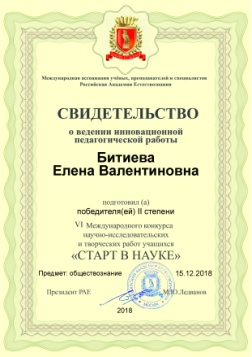 Международная ассоциация учёных, преподавателей и специалистов
Российская Академия Естествознания
СВИДЕТЕЛЬСТВО
о ведении инновационной
педагогической работы
Битиева
Елена Валентиновна
подготовил (а)
победителя(ей) II степени
VI Международного конкурса
научно-исследовательских
и творческих работ учащихся
«СТАРТ В НАУКЕ»
Предмет: обществознание 15.12.2018
Президент РАЕ М.Ю.Ледванов
2018